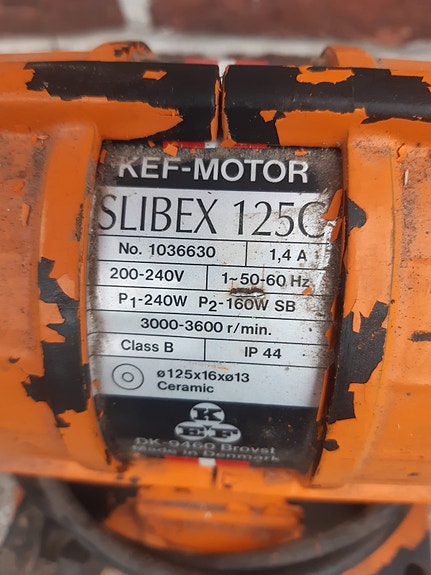 KEF-MOTOR
SLIBEX 125C
No. 1036630 1,4 A
200-240V 1~50-60 Hz
P1-240W P2-160W SB
3000-3600 r/min.
Class B IP 44
ø125x16xø13
Ceramic
K
E F
DK-9460 Brovst
Made in Denmark